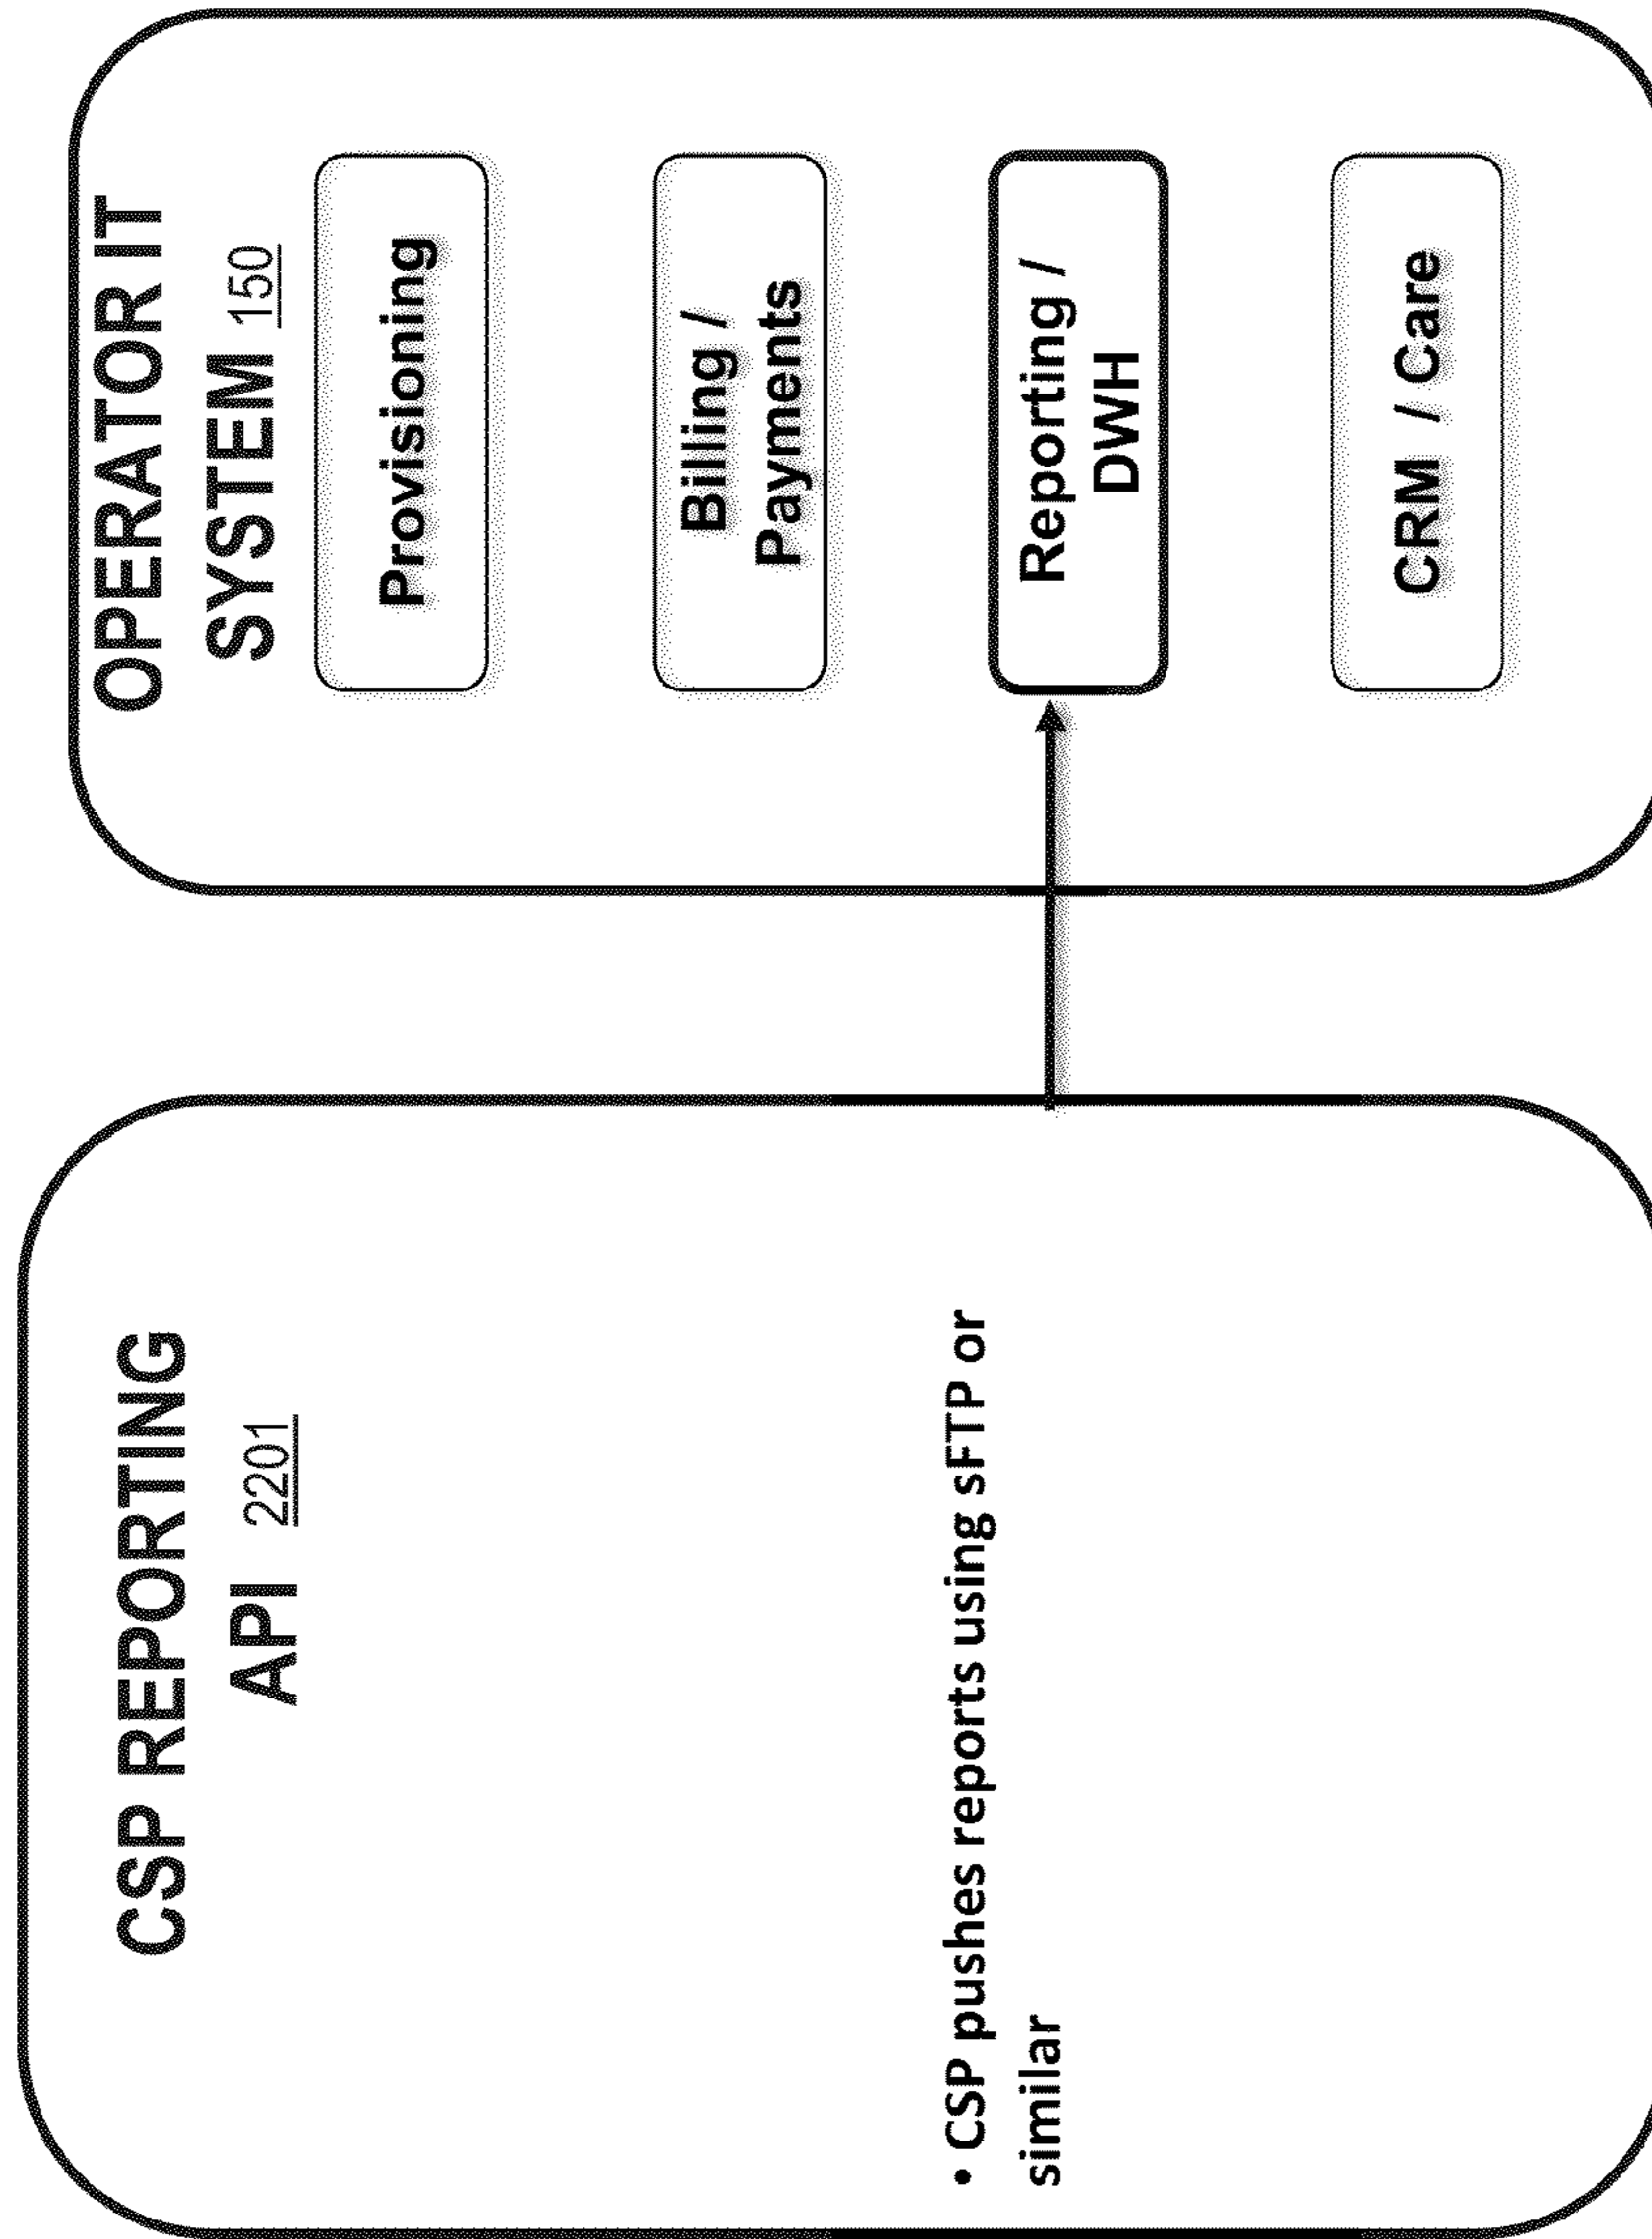 CSP REPORTING
API 2201
• CSP pushes reports using sFTP or
similar
OPERATOR IT
SYSTEM 150
Provisioning
Billing /
Payments
Reporting /
DWH
CRM / Care